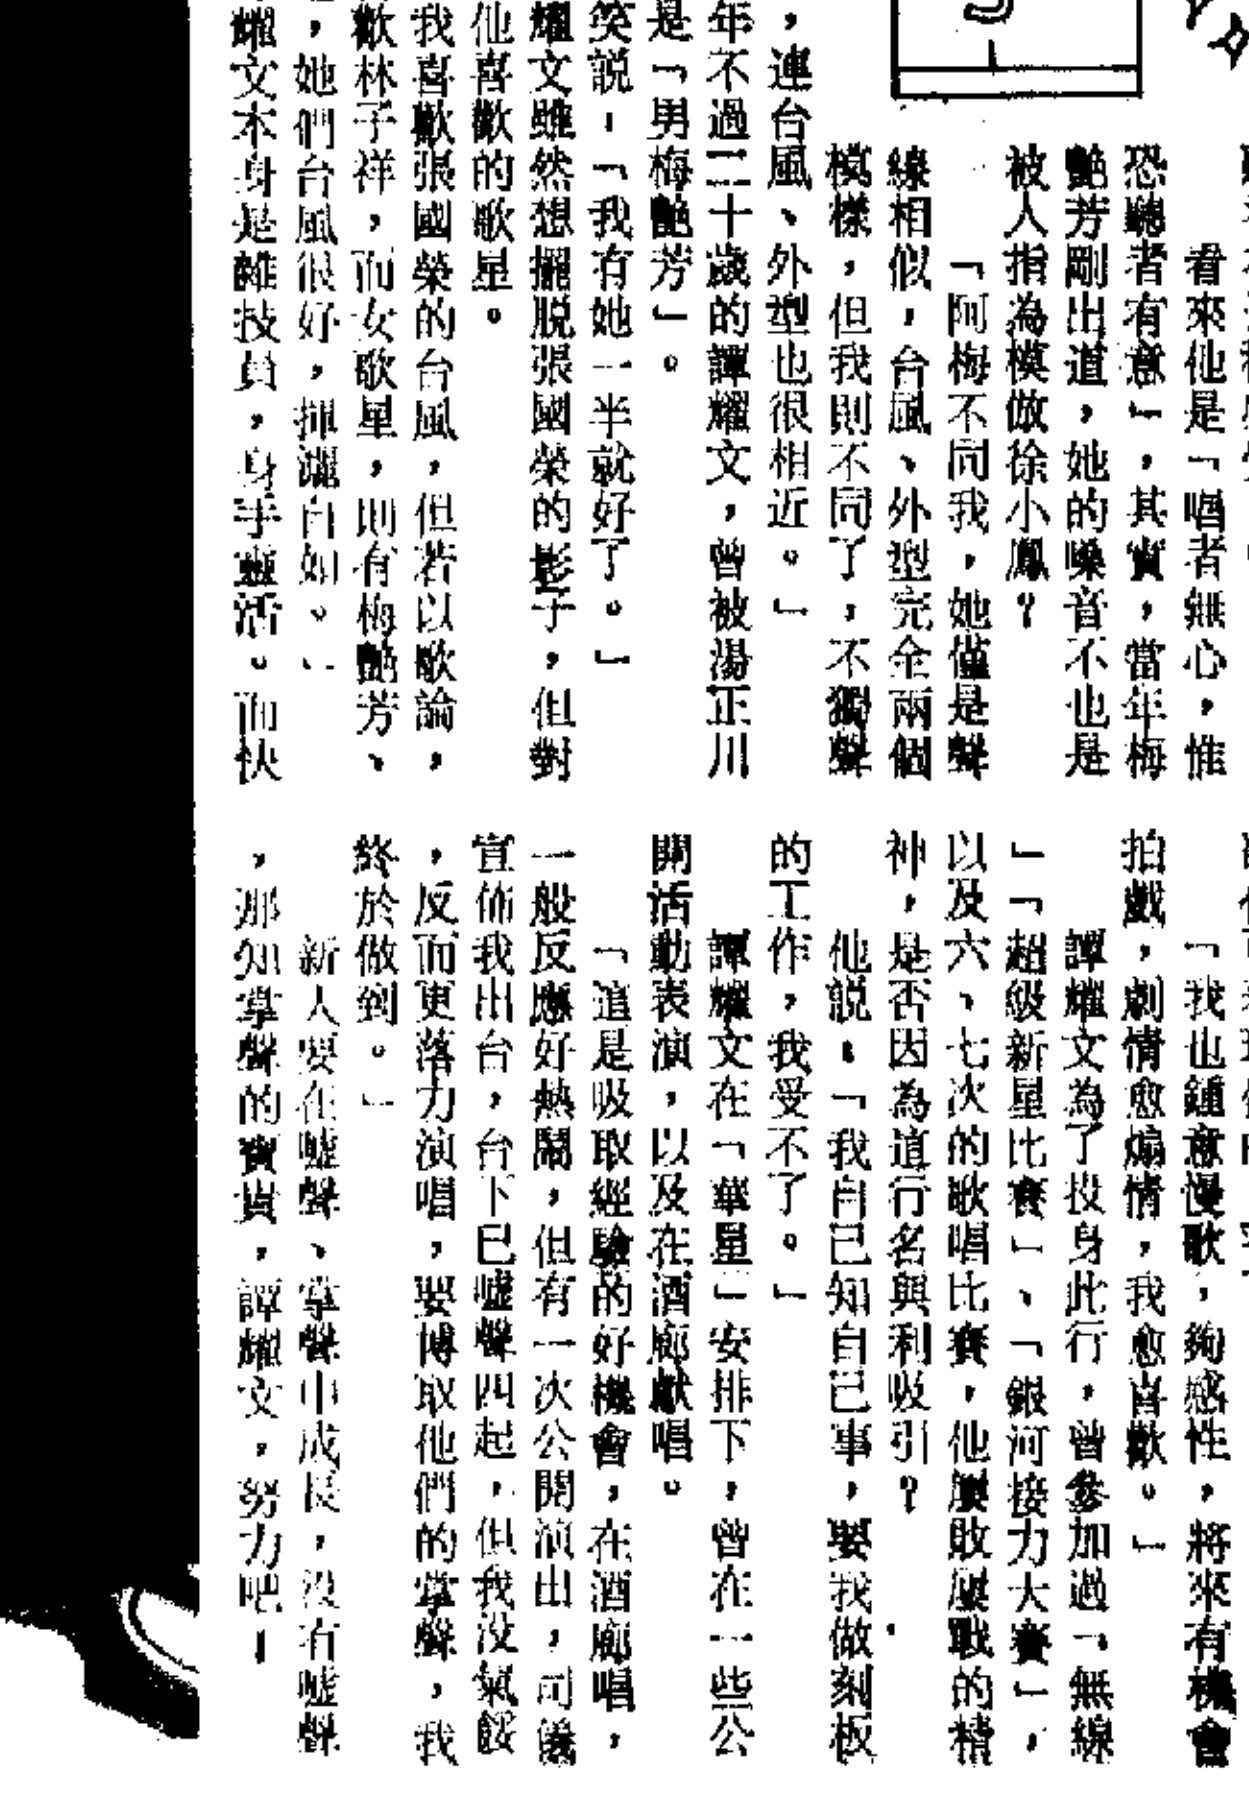 看來他是「唱者無心，惟
恐聽者有意」，其實，當年梅
艷芳剛出道，她的嗓音不也是
被人指為模倣徐小鳳？
「阿梅不同我，她僅是聲
線相似，台風、外型完全兩個
模樣，但我則不同了，不獨聲
，連台風、外型也很相近。」
年不過二十歲的譚耀文，曾被湯正川
是「男梅艷芳」。
笑説：「我有她一半就好了。」
耀文雖然想擺脱張國榮的影子，但對
他喜歡的歌星。
我喜歡張國榮的台風，但若以歌論，
歡林子祥，而女歌星，則有梅艷芳、
，她們台風很好，揮灑自如。」
耀文本身是雜技員，身手靈活。而快
「我也鍾意慢歌，夠感性，將來有機會
拍戲，劇情愈煽情，我愈喜歡。」
譚耀文為了投身此行，曾參加過「無線
」「超級新星比賽」、「銀河接力大賽」，
以及六、七次的歌唱比賽，他屢敗屢戰的精
神，是否因為這行名與利吸引？
他説：「我自己知自己事，要我做刻板
的工作，我受不了。」
譚耀文在「華星」安排下，曾在一些公
開活動表演，以及在酒廊獻唱。
「這是吸取經驗的好機會，在酒廊唱，
一般反應好熱鬧，但有一次公開演出，司儀
宣佈我出台，台下已噓聲四起，但我沒氣餒
，反而更落力演唱，要博取他們的掌聲，我
終於做到。」
新人要在噓聲、掌聲中成長，沒有噓聲
，那知掌聲的寶貴，譚耀文，努力吧！